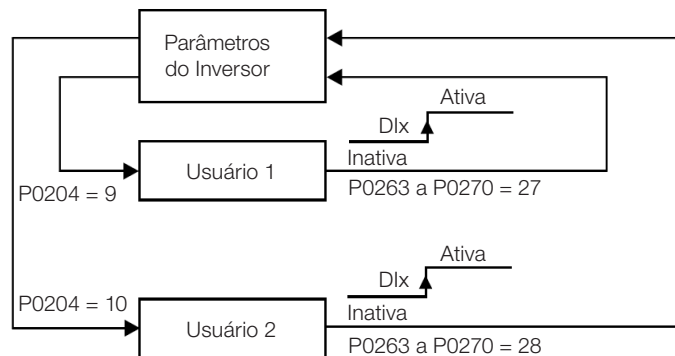 Parâmetros
do Inversor
Ativa
DIx
Inativa
Usuário 1
P0204 = 9
P0263 a P0270 = 27
Ativa
DIx
Inativa
P0204 = 10
Usuário 2
P0263 a P0270 = 28